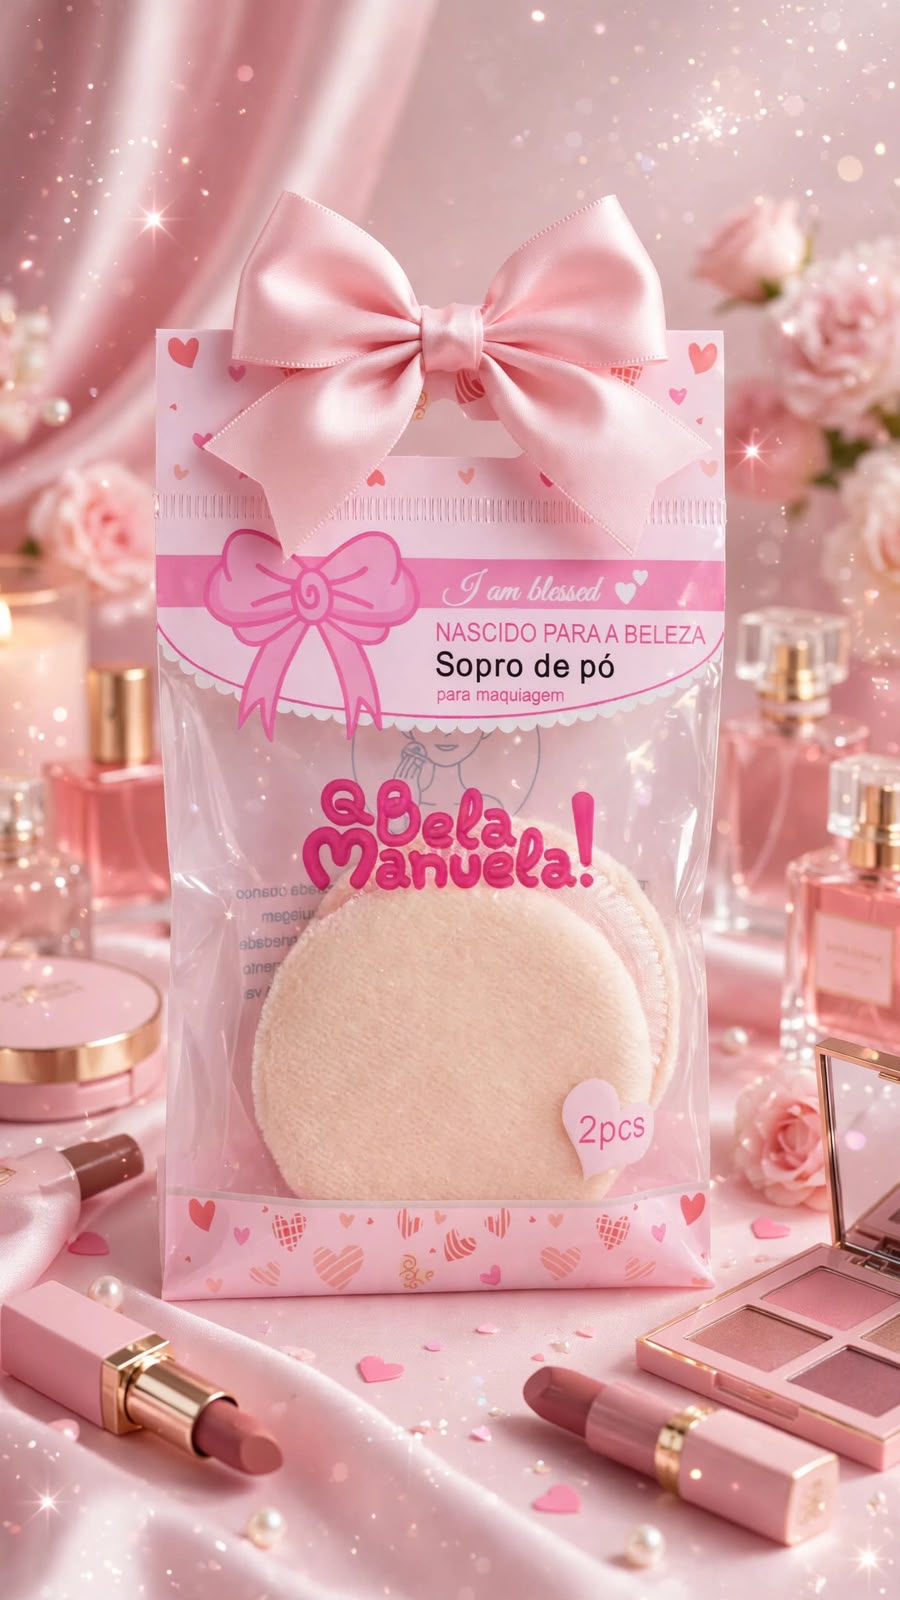 I am blessed
NASCIDO PARA A BELEZA
Sopro de pó
para maquiagem
Q Bela
Manuela!
2pcs